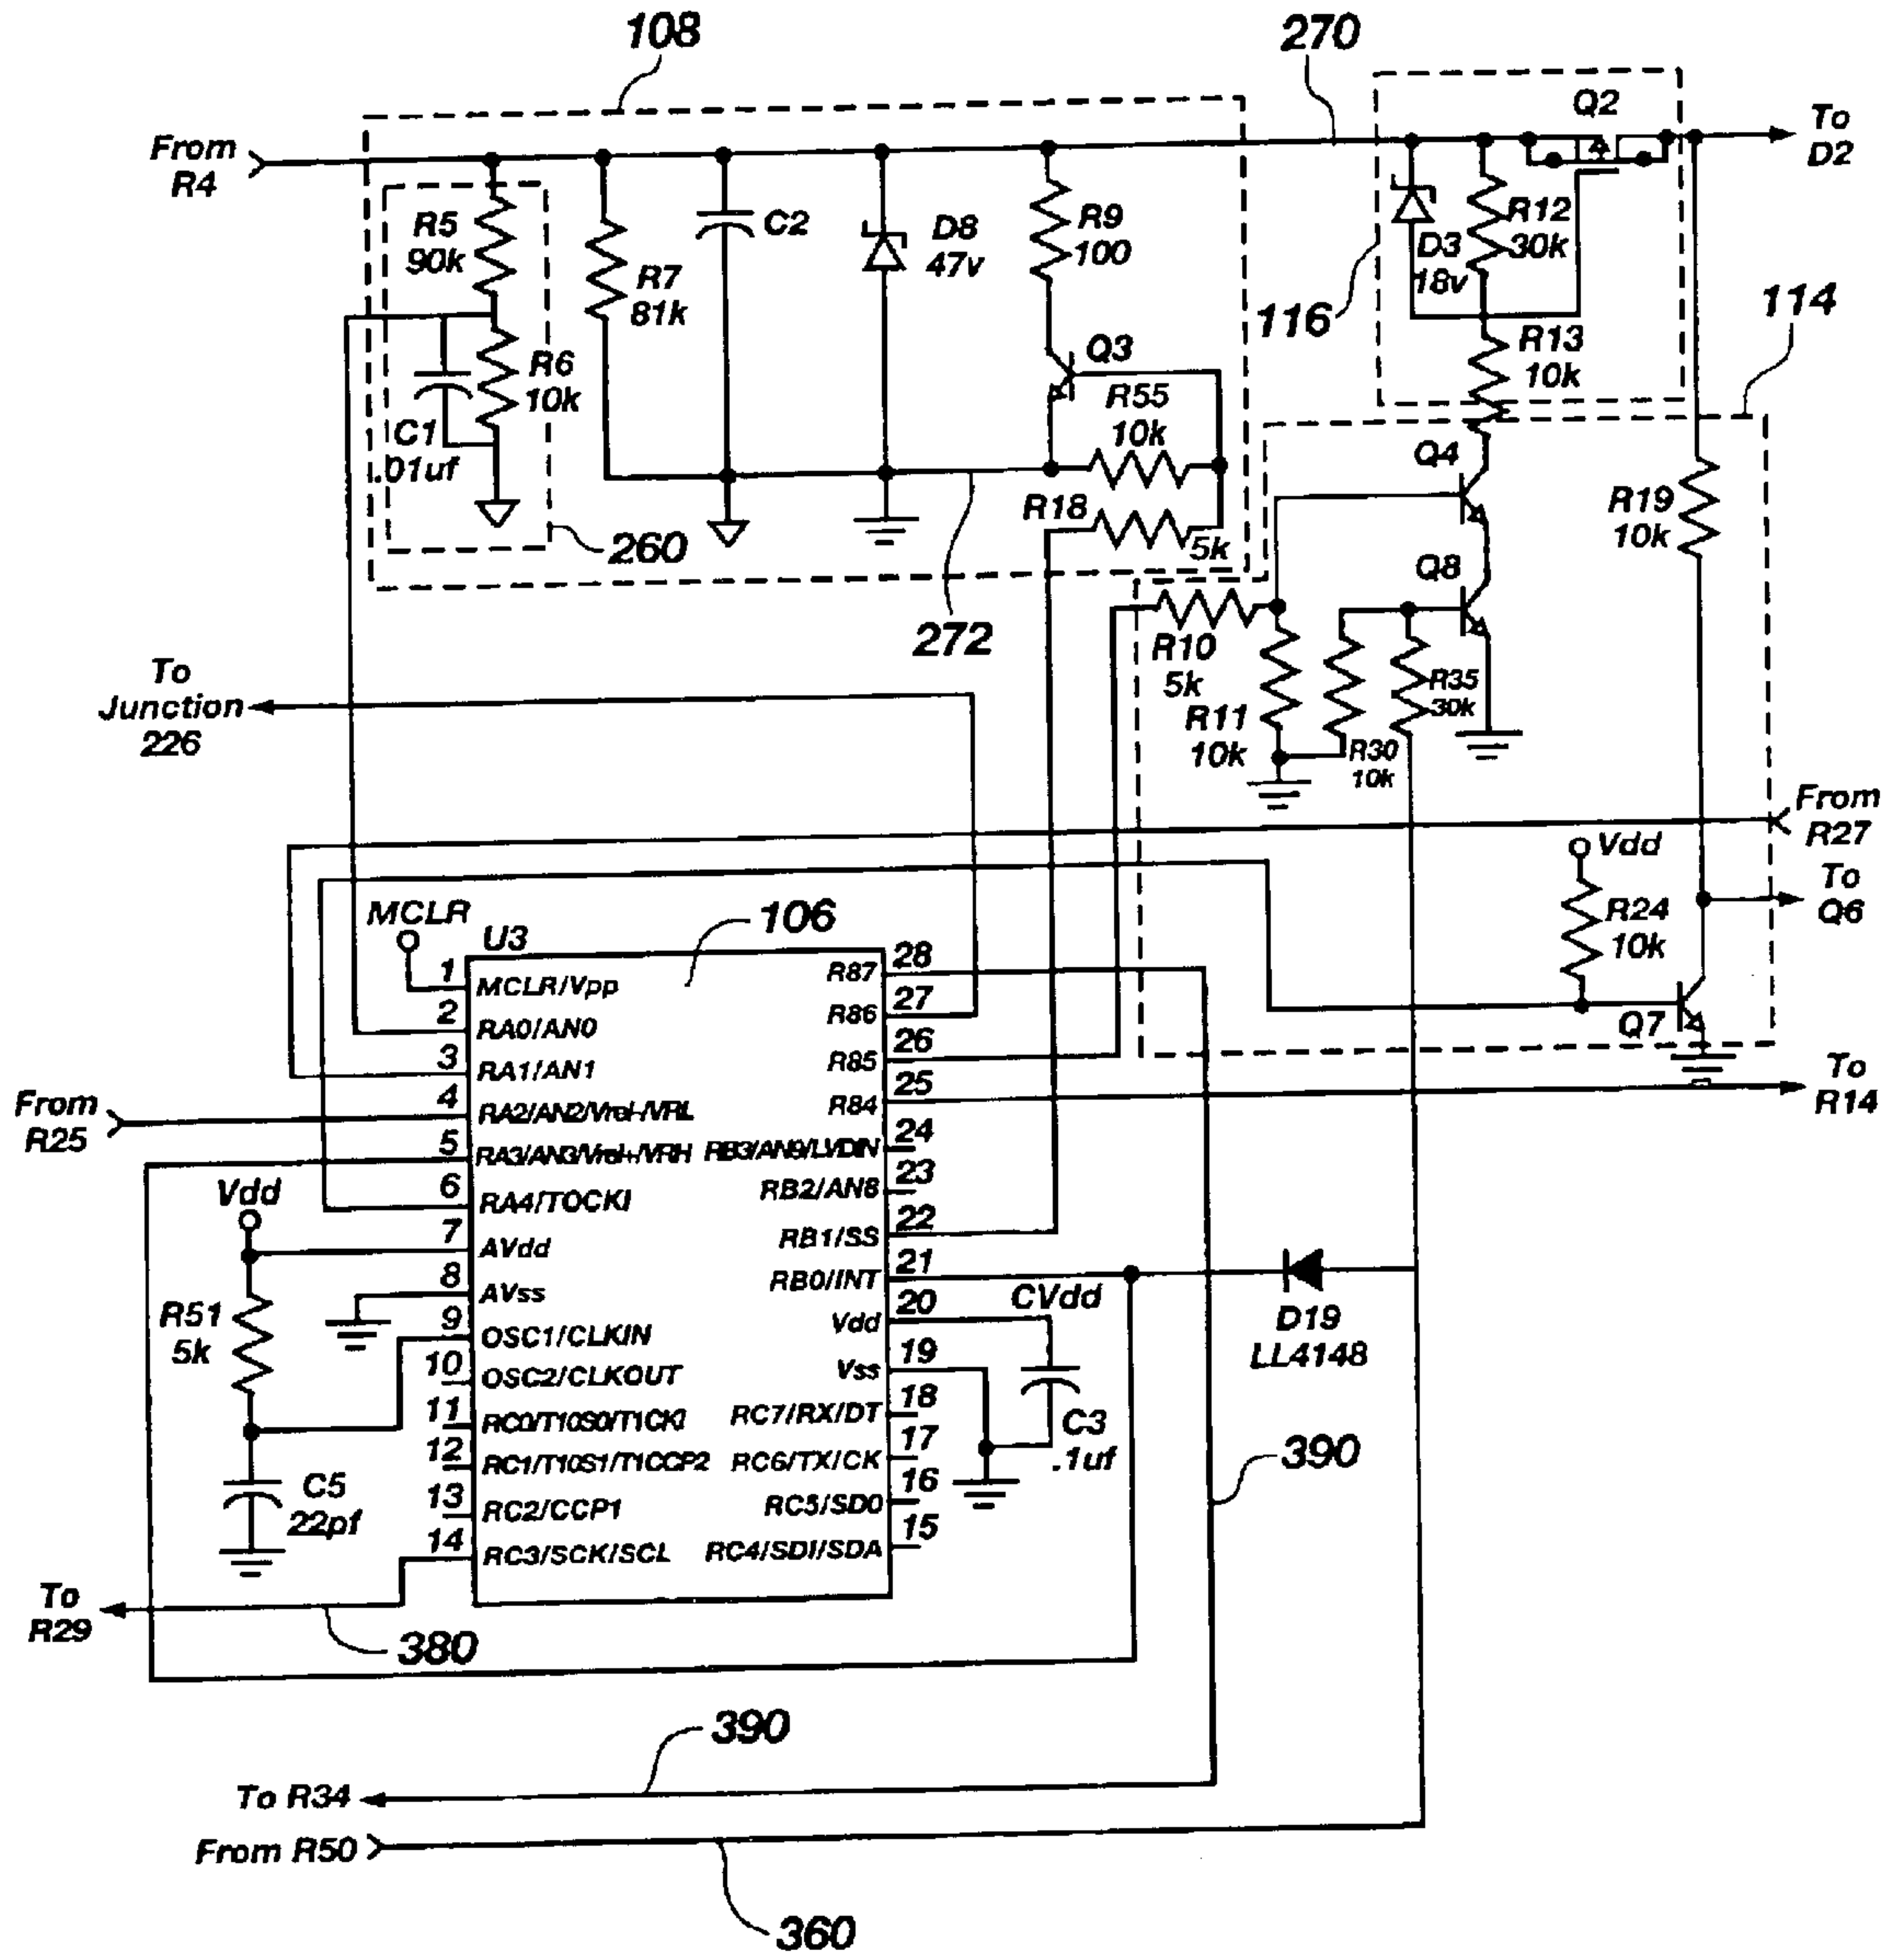 108
270
From
R4
Q2
To
D2
R5
90k
R7
81k
C2
D8
47v
R9
100
D3
18v
R12
30k
116
114
R13
10k
R6
10k
C1
.01uf
Q3
R55
10k
Q4
R18
5k
260
272
R19
10k
Q8
R10
5k
R11
10k
R35
30k
R30
10k
To
Junction
226
From
R27
Vdd
To
Q6
R24
10k
Q7
MCLR
U3
106
1 MCLR/Vpp
2 RA0/AN0
3 RA1/AN1
4 RA2/AN2/Vref-/VRL
5 RA3/AN3/Vref+/VRH
6 RA4/TOCKI
7 AVdd
8 AVss
9 OSC1/CLKIN
10 OSC2/CLKOUT
11 RC0/T10S0/T1CKI
12 RC1/T10S1/T1CCP2
13 RC2/CCP1
14 RC3/SCK/SCL
R87 28
R86 27
R85 26
R84 25
RB3/AN9/LVDIN 24
RB2/AN8 23
RB1/SS 22
RB0/INT 21
Vdd 20
Vss 19
RC7/RX/DT 18
RC6/TX/CK 17
RC5/SD0 16
RC4/SDI/SDA 15
From
R25
To
R14
Vdd
R51
5k
C5
22pf
CVdd
C3
.1uf
D19
LL4148
390
To
R29
380
390
To R34
From R50
360